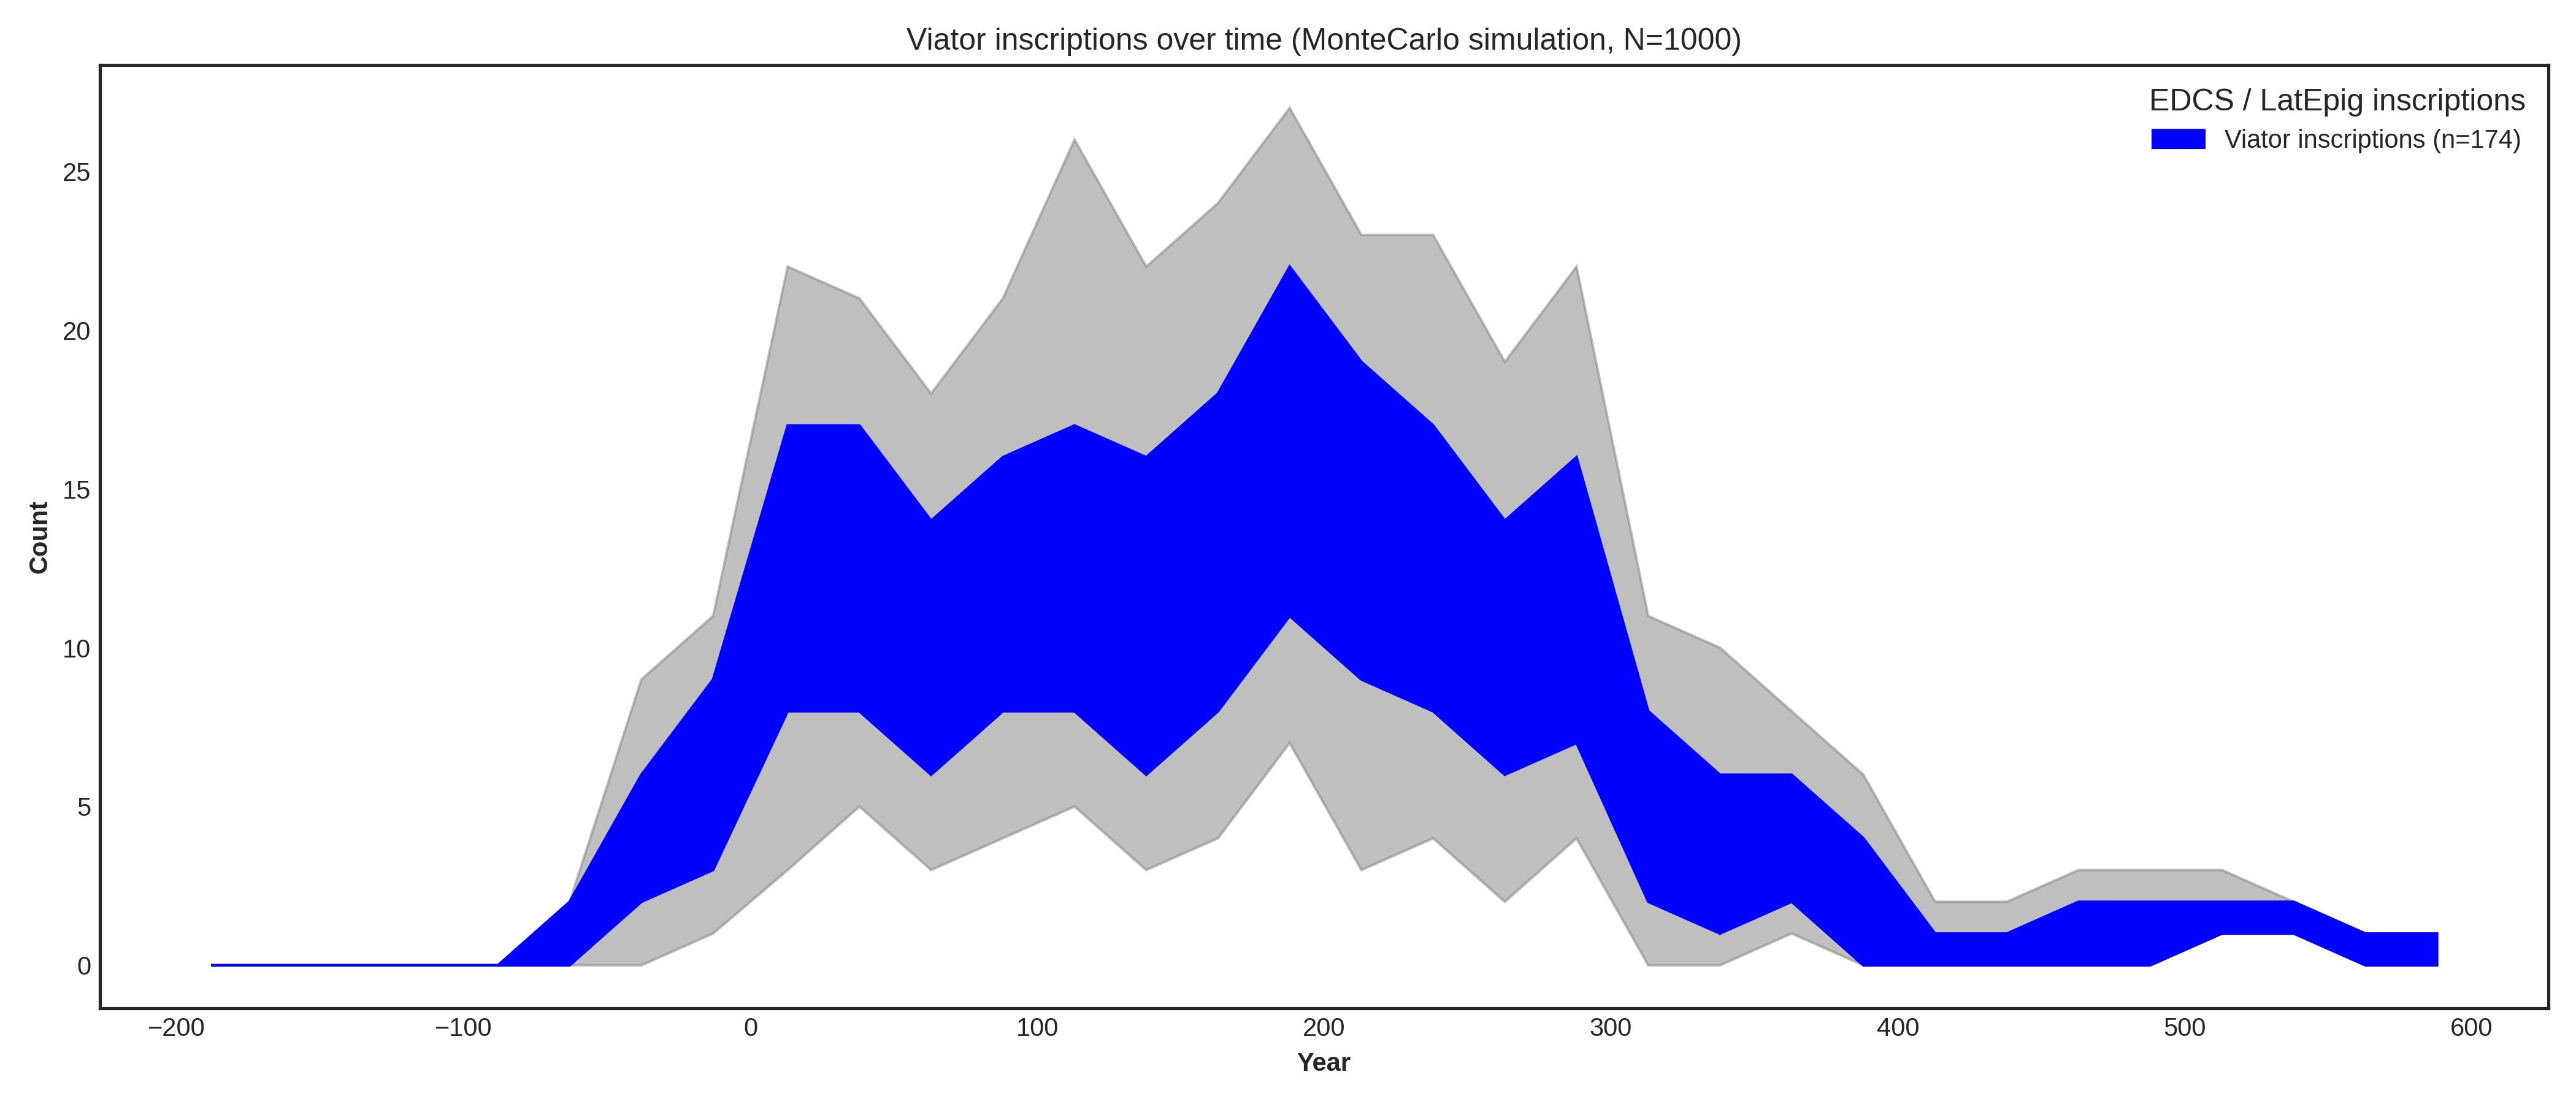 Viator inscriptions over time (MonteCarlo simulation, N=1000)
EDCS / LatEpig inscriptions
Viator inscriptions (n=174)
Count
25
20
15
10
5
0
−200 −100 0 100 200 300 400 500 600
Year